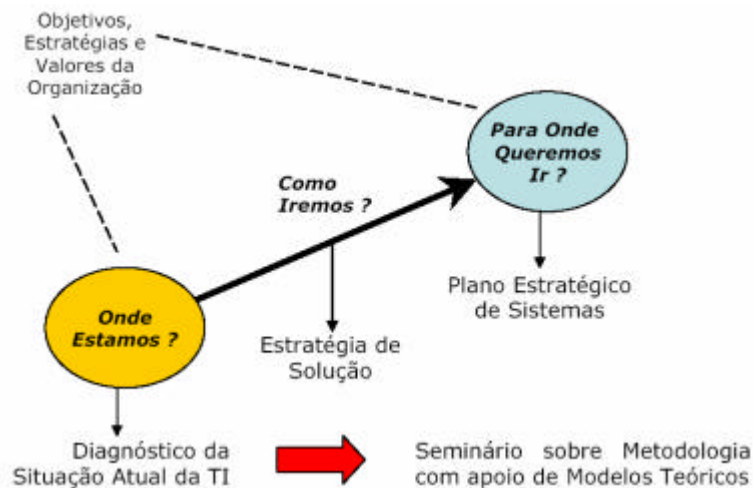 Objetivos,
Estratégias e
Valores da
Organização
Para Onde
Queremos
Ir ?
Como
Iremos ?
Onde
Estamos ?
Plano Estratégico
de Sistemas
Estratégia de
Solução
Diagnóstico da
Situação Atual da TI
Seminário sobre Metodologia
com apoio de Modelos Teóricos